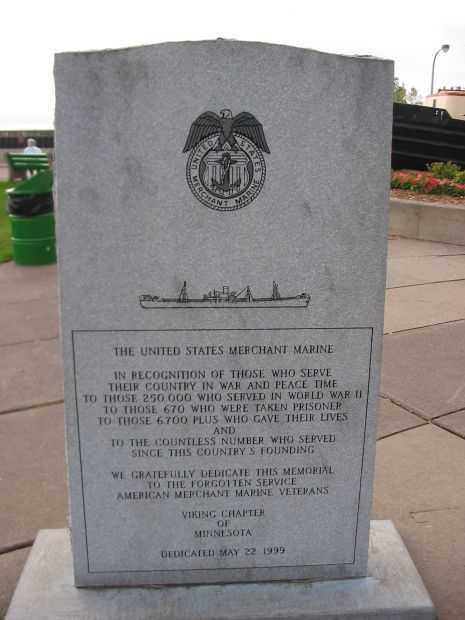 UNITED STATES
MERCHANT MARINE
THE UNITED STATES MERCHANT MARINE
IN RECOGNITION OF THOSE WHO SERVE
THEIR COUNTRY IN WAR AND PEACE TIME
TO THOSE 250,000 WHO SERVED IN WORLD WAR II
TO THOSE 670 WHO WERE TAKEN PRISONER
TO THOSE 6700 PLUS WHO GAVE THEIR LIVES
AND
TO THE COUNTLESS NUMBER WHO SERVED
SINCE THIS COUNTRY'S FOUNDING
WE GRATEFULLY DEDICATE THIS MEMORIAL
TO THE FORGOTTEN SERVICE
AMERICAN MERCHANT MARINE VETERANS
VIKING CHAPTER
OF
MINNESOTA
DEDICATED MAY 22, 1999